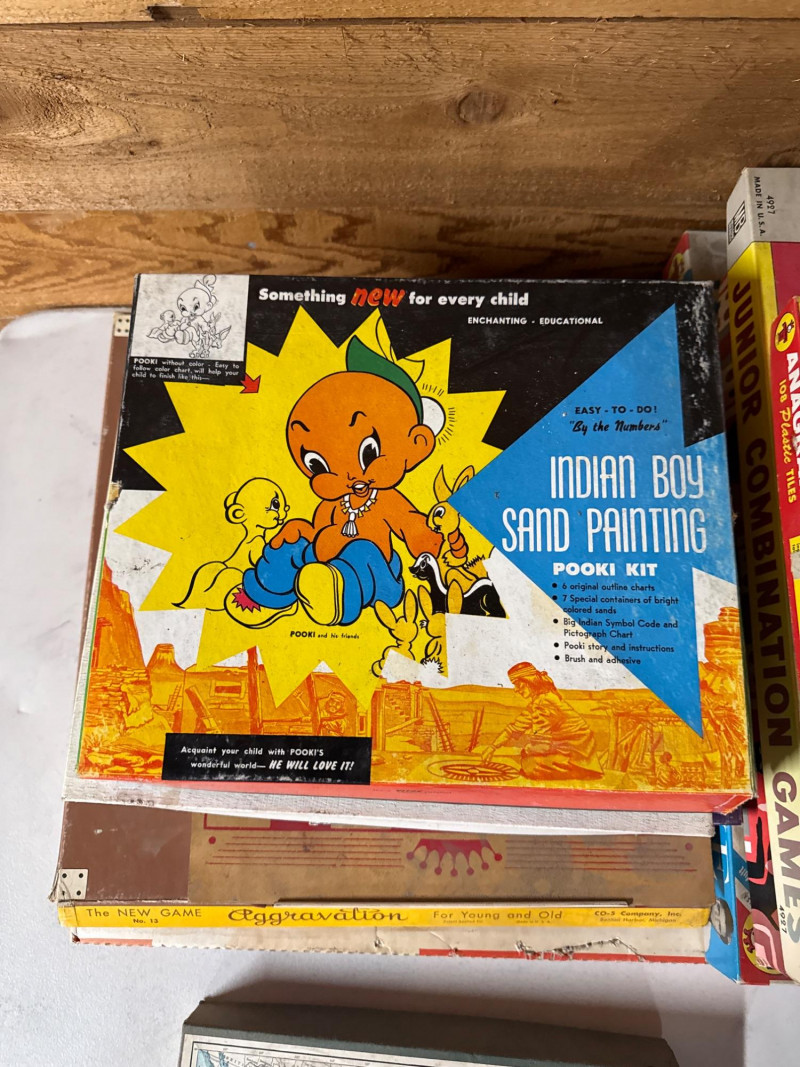 Something new for every child
ENCHANTING - EDUCATIONAL
POOKI without color - Easy to
follow color chart, will help your
child to finish like this—
EASY - TO - DO!
"By the Numbers"
INDIAN BOY
SAND PAINTING
POOKI KIT
• 6 original outline charts
• 7 Special containers of bright
colored sands
• Big Indian Symbol Code and
Pictograph Chart
• Pooki story and instructions
• Brush and adhesive
POOKI and his friends
Acquaint your child with POOKI'S
wonderful world— HE WILL LOVE IT!
The NEW GAME
No. 13
Aggravation
For Young and Old
CO-5 Company, Inc.
4997
MADE IN U.S.A.
JUNIOR COMBINATION GAMES
4997
108 Plastic TILES